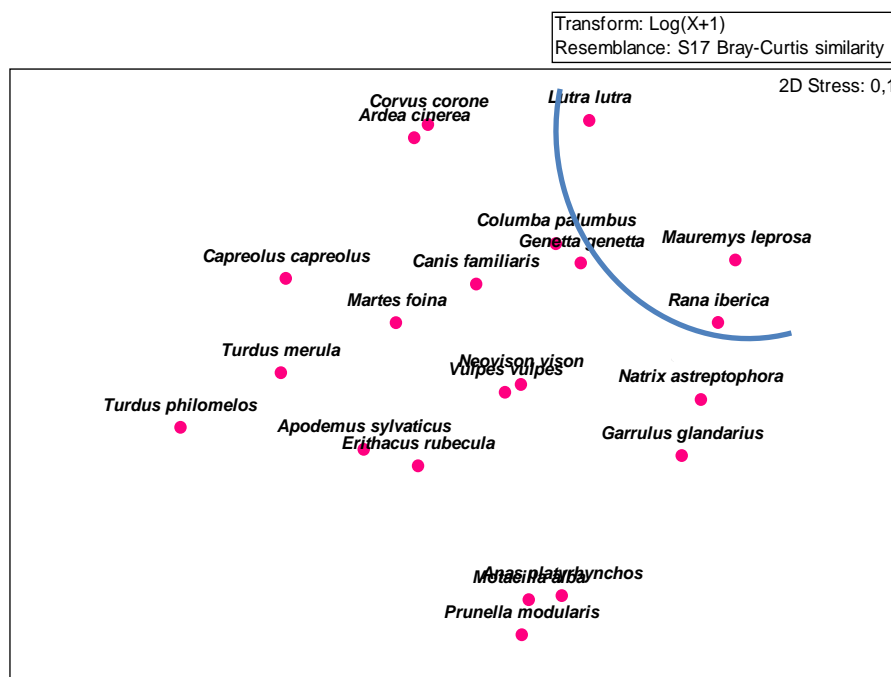 Transform: Log(X+1)
Resemblance: S17 Bray-Curtis similarity
2D Stress: 0,1
Corvus corone
Lutra lutra
Ardea cinerea
Columba palumbus
Mauremys leprosa
Genetta genetta
Capreolus capreolus
Canis familiaris
Martes foina
Rana iberica
Turdus merula
Neovison vison
Vulpes vulpes
Natrix astreptophora
Turdus philomelos
Apodemus sylvaticus
Garrulus glandarius
Erithacus rubecula
Anas platyrhynchos
Motacilla alba
Prunella modularis